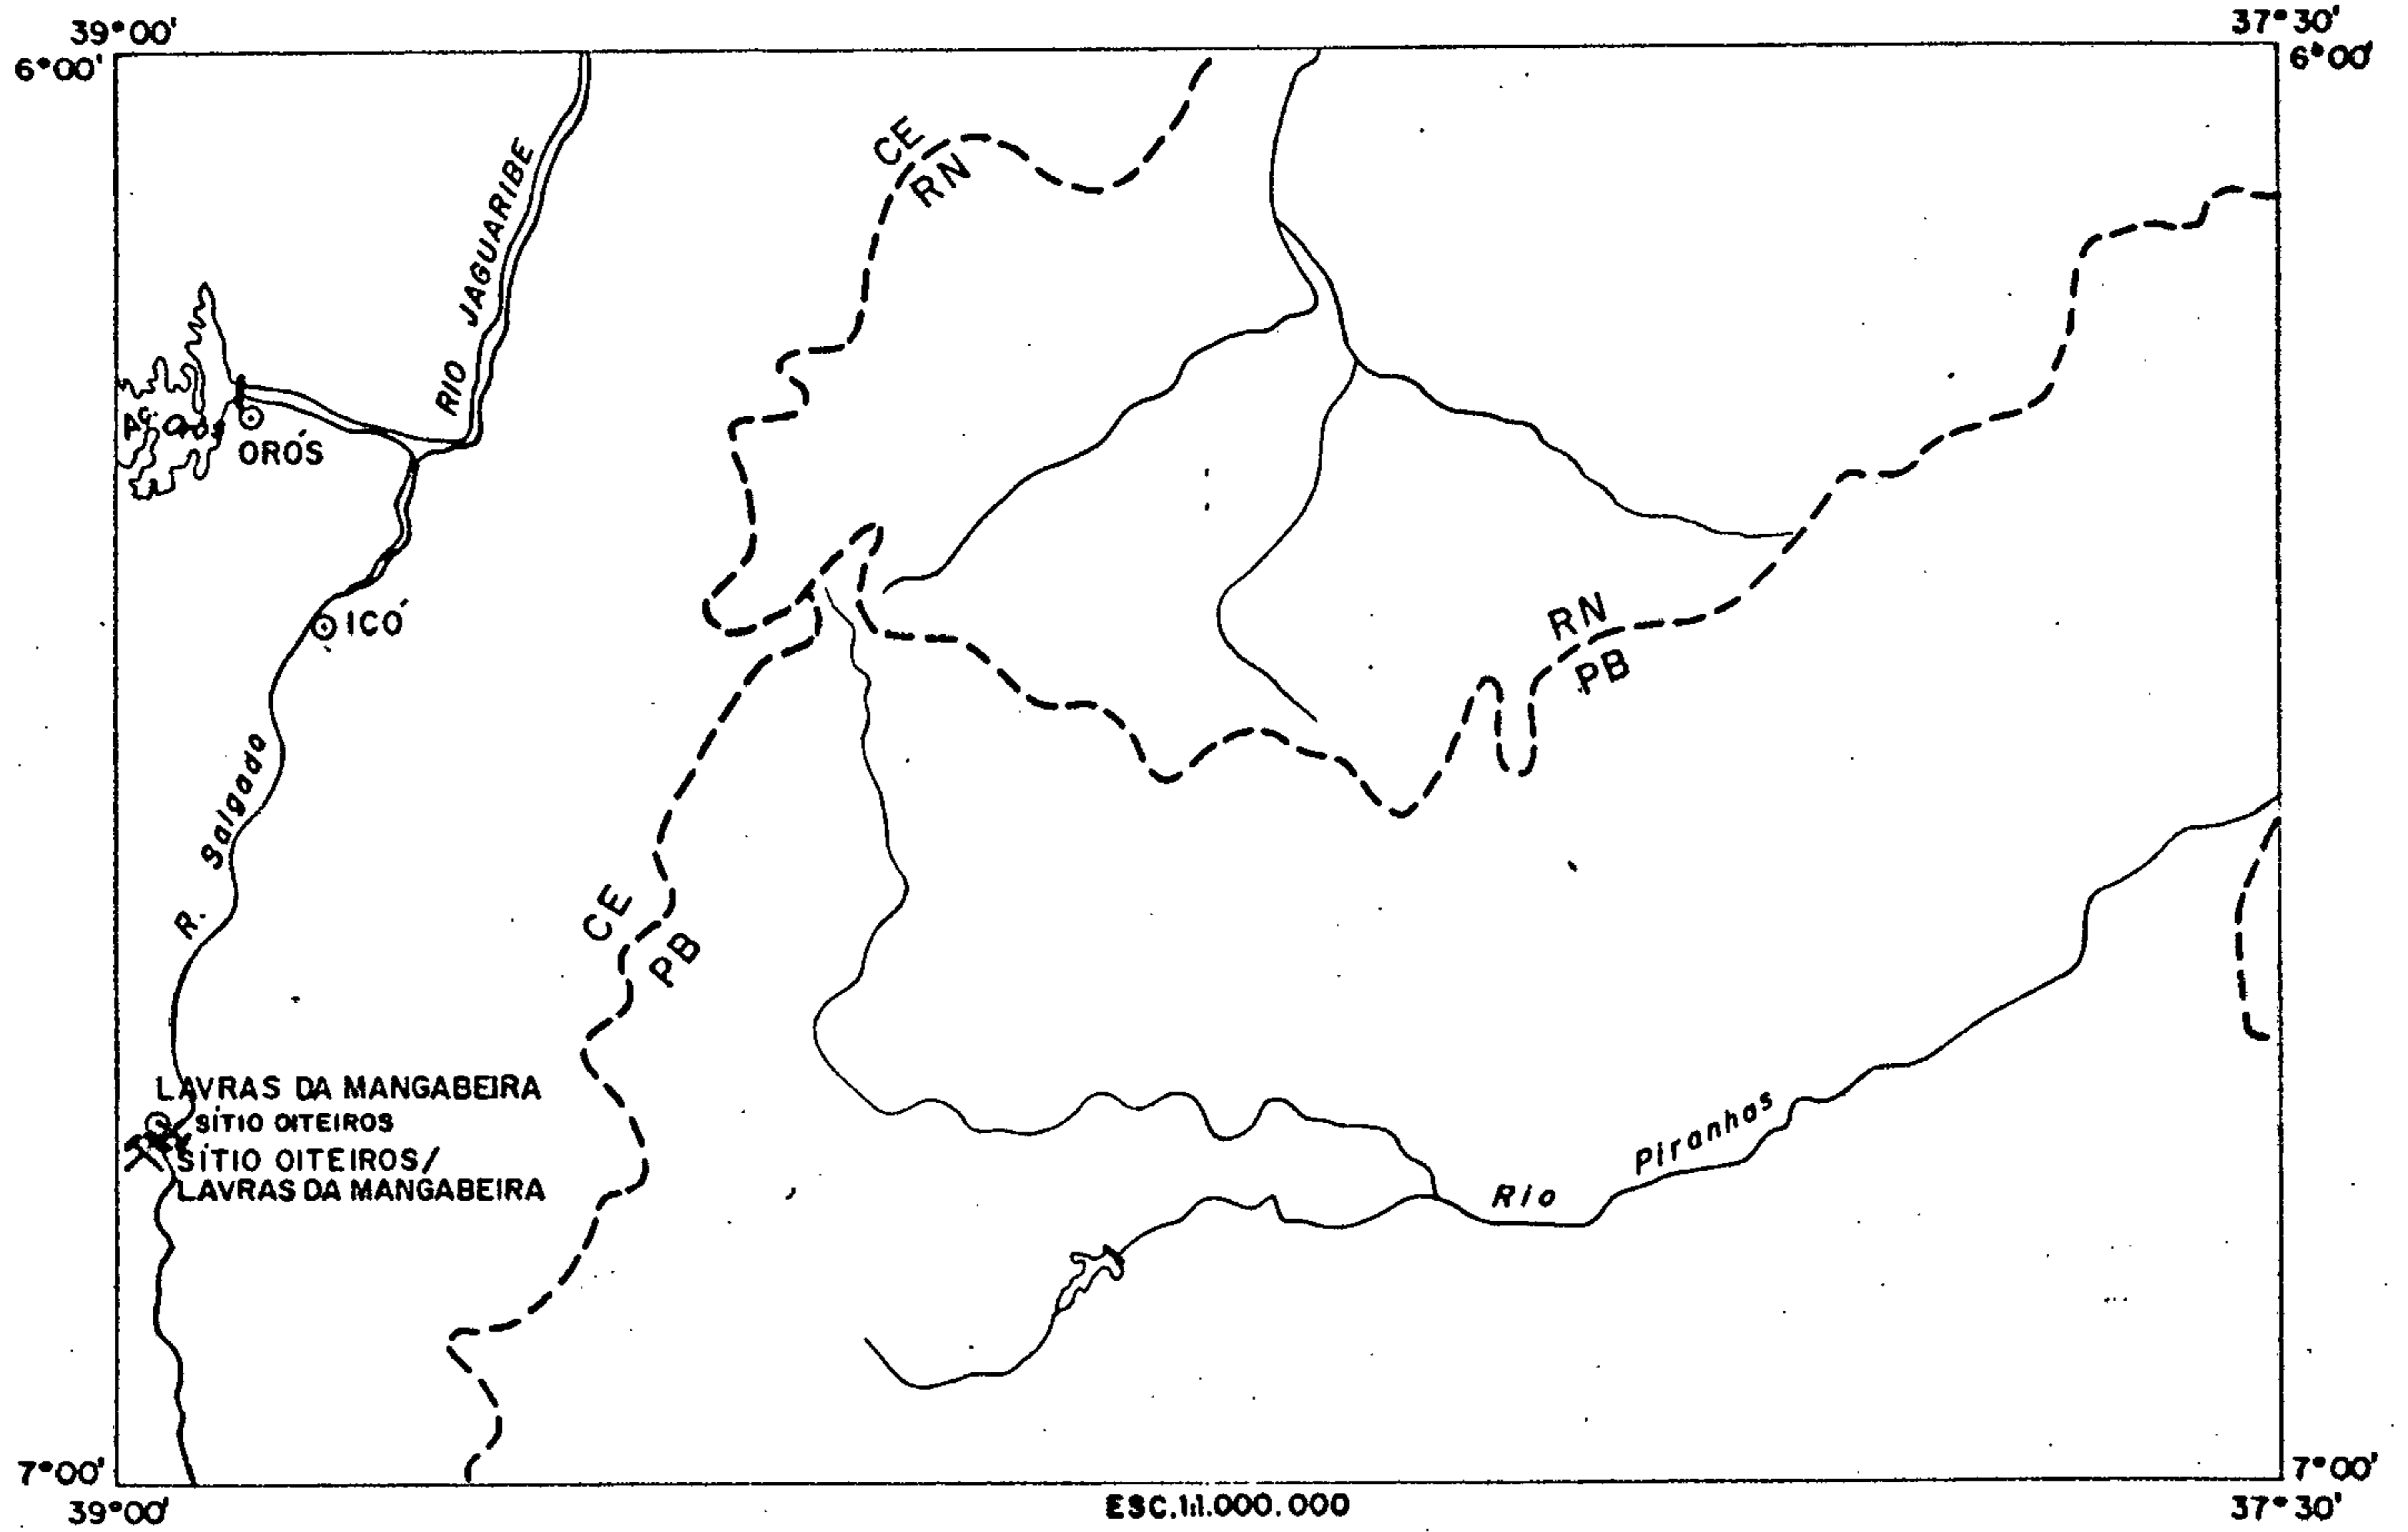 39°00'
37°30'
6°00'
6°00'
CE
RN
RIO JAGUARIBE
AÇ. Orós
ORÓS
ICÓ
RN
PB
R. Salgado
CE
PB
LAVRAS DA MANGABEIRA
SÍTIO OITEIROS
SÍTIO OITEIROS/
LAVRAS DA MANGABEIRA
Rio Piranhas
7°00'
7°00'
39°00'
ESC. 1:1.000.000
37°30'